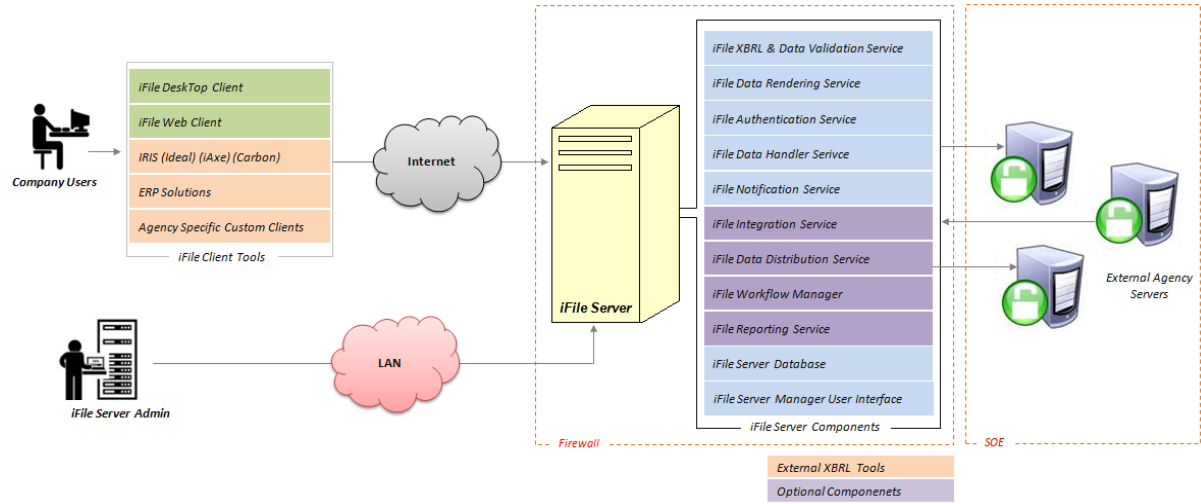 Company Users
iFile DeskTop Client
iFile Web Client
IRIS (Ideal) (iAxe) (Carbon)
ERP Solutions
Agency Specific Custom Clients
iFile Client Tools
Internet
iFile Server Admin
LAN
iFile Server
iFile XBRL & Data Validation Service
iFile Data Rendering Service
iFile Authentication Service
iFile Data Handler Serivce
iFile Notification Service
iFile Integration Service
iFile Data Distribution Service
iFile Workflow Manager
iFile Reporting Service
iFile Server Database
iFile Server Manager User Interface
iFile Server Components
Firewall
External Agency
Servers
SOE
External XBRL Tools
Optional Componenets